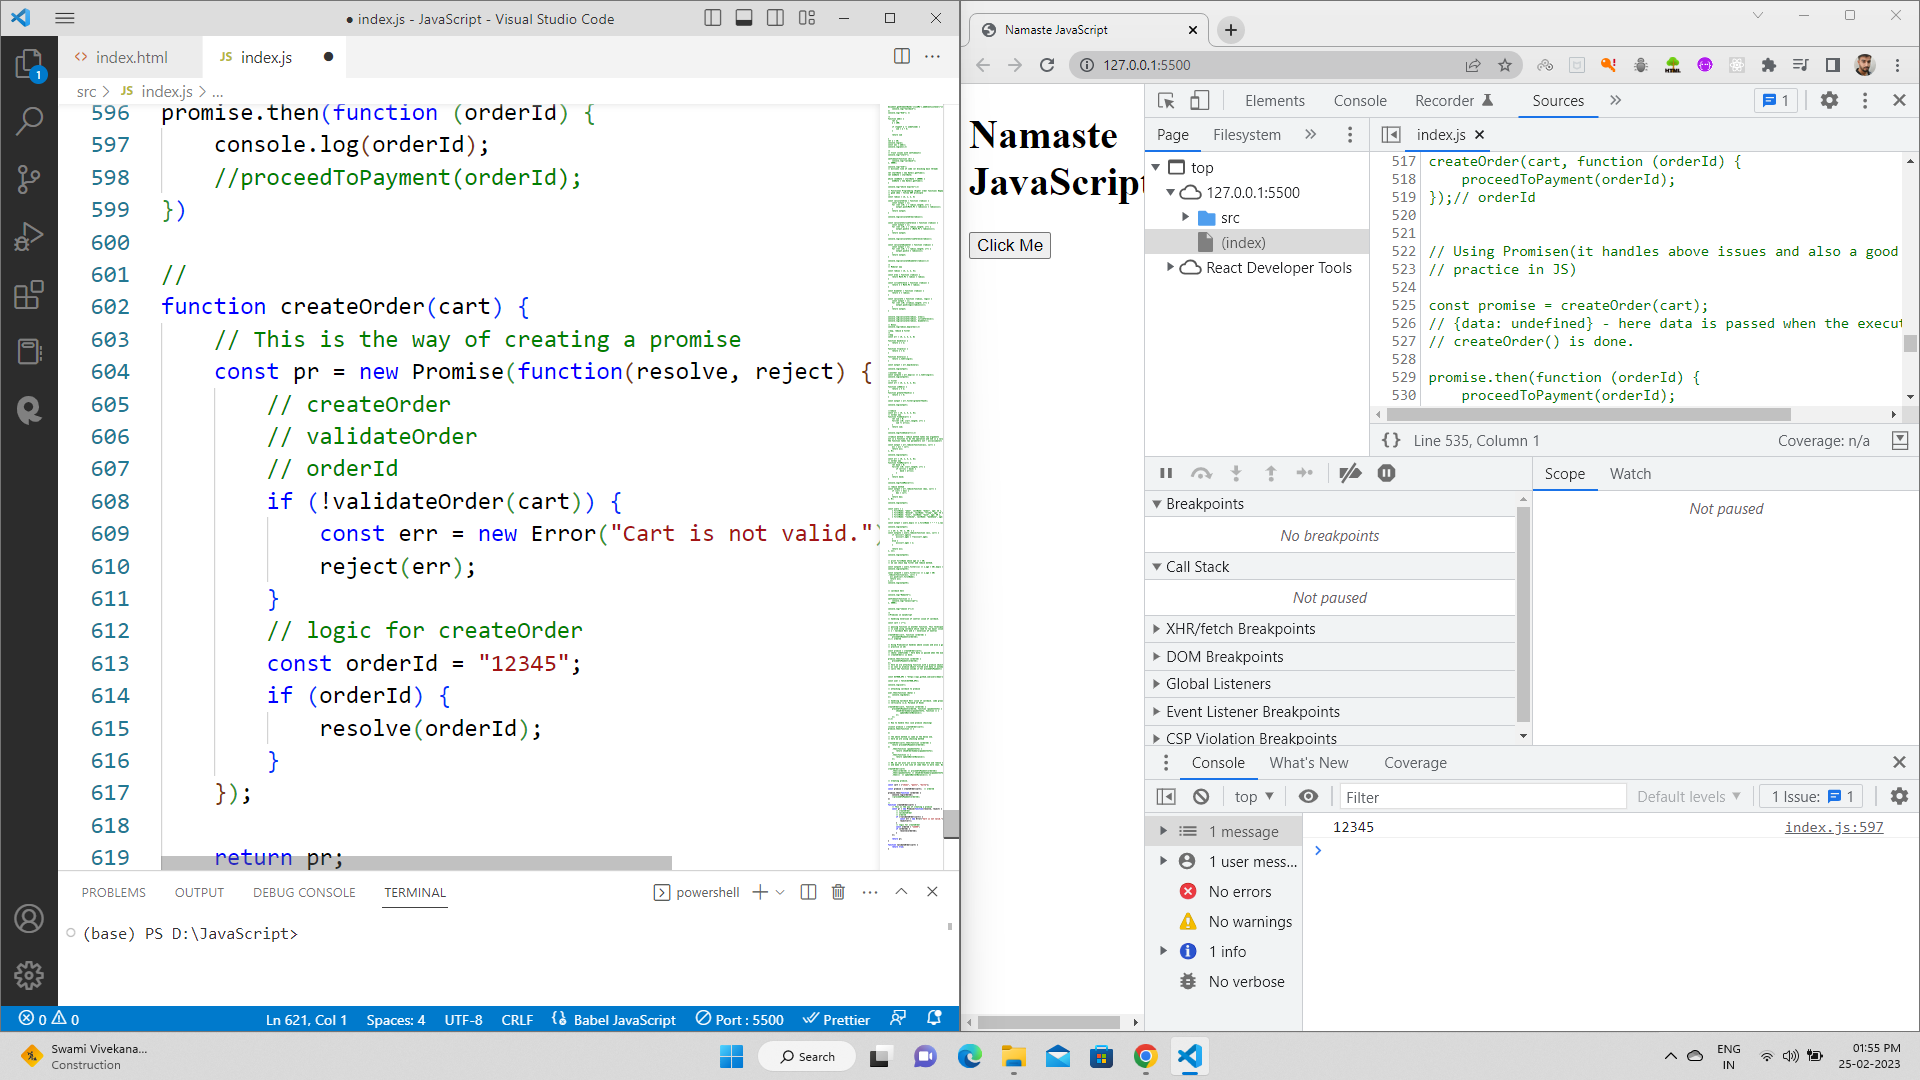 ● index.js - JavaScript - Visual Studio Code
index.html
JS index.js
1
src > JS index.js > ...
596 promise.then(function (orderId) {
597 console.log(orderId);
598 //proceedToPayment(orderId);
599 })
600
601 //
602 function createOrder(cart) {
603 // This is the way of creating a promise
604 const pr = new Promise(function(resolve, reject) {
605 // createOrder
606 // validateOrder
607 // orderId
608 if (!validateOrder(cart)) {
609 const err = new Error("Cart is not valid.")
610 reject(err);
611 }
612 // logic for createOrder
613 const orderId = "12345";
614 if (orderId) {
615 resolve(orderId);
616 }
617 });
618
619 return pr;
PROBLEMS OUTPUT DEBUG CONSOLE TERMINAL
powershell
(base) PS D:\JavaScript>
0 0 Ln 621, Col 1 Spaces: 4 UTF-8 CRLF Babel JavaScript Port : 5500 Prettier
Namaste JavaScript
127.0.0.1:5500
Namaste
JavaScript
Click Me
Elements Console Recorder Sources 1
Page Filesystem
index.js
top
127.0.0.1:5500
src
(index)
React Developer Tools
517 createOrder(cart, function (orderId) {
518 proceedToPayment(orderId);
519 });// orderId
520
521
522 // Using Promisen(it handles above issues and also a good
523 // practice in JS)
524
525 const promise = createOrder(cart);
526 // {data: undefined} - here data is passed when the execut
527 // createOrder() is done.
528
529 promise.then(function (orderId) {
530 proceedToPayment(orderId);
{} Line 535, Column 1 Coverage: n/a
Scope Watch
Not paused
Breakpoints
No breakpoints
Call Stack
Not paused
XHR/fetch Breakpoints
DOM Breakpoints
Global Listeners
Event Listener Breakpoints
CSP Violation Breakpoints
Console What's New Coverage
top Filter Default levels 1 Issue: 1
1 message
1 user mess...
No errors
No warnings
1 info
No verbose
12345 index.js:597
Swami Vivekana...
Construction
Search
ENG
IN
01:55 PM
25-02-2023